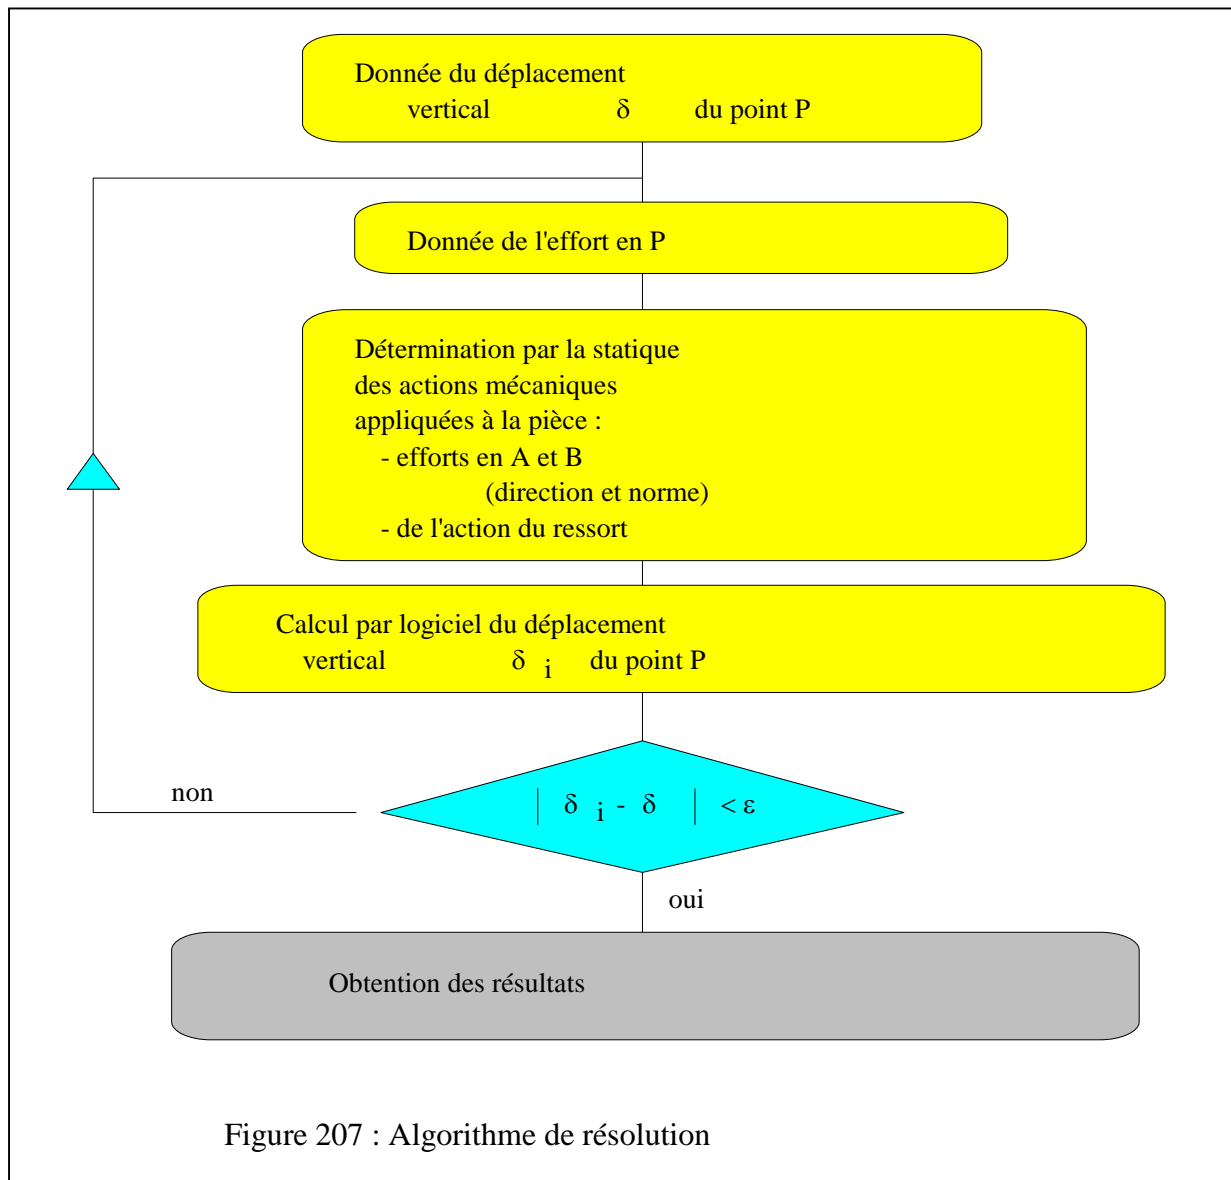 Donnée du déplacement
vertical δ du point P
Donnée de l'effort en P
Détermination par la statique
des actions mécaniques
appliquées à la pièce :
- efforts en A et B
(direction et norme)
- de l'action du ressort
Calcul par logiciel du déplacement
vertical δ i du point P
non
| δ i - δ | < ε
oui
Obtention des résultats
Figure 207 : Algorithme de résolution